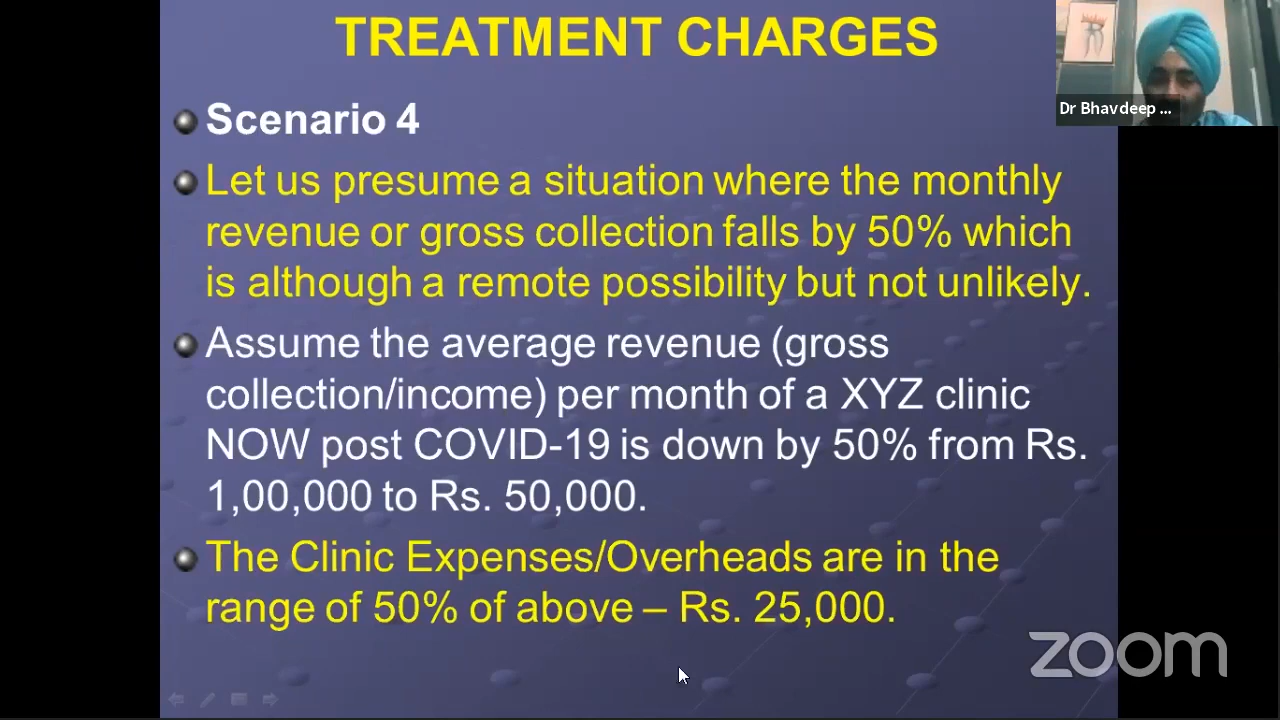 TREATMENT CHARGES
Scenario 4
Let us presume a situation where the monthly
revenue or gross collection falls by 50% which
is although a remote possibility but not unlikely.
Assume the average revenue (gross
collection/income) per month of a XYZ clinic
NOW post COVID-19 is down by 50% from Rs.
1,00,000 to Rs. 50,000.
The Clinic Expenses/Overheads are in the
range of 50% of above – Rs. 25,000.
Dr Bhavdeep ...
zoom